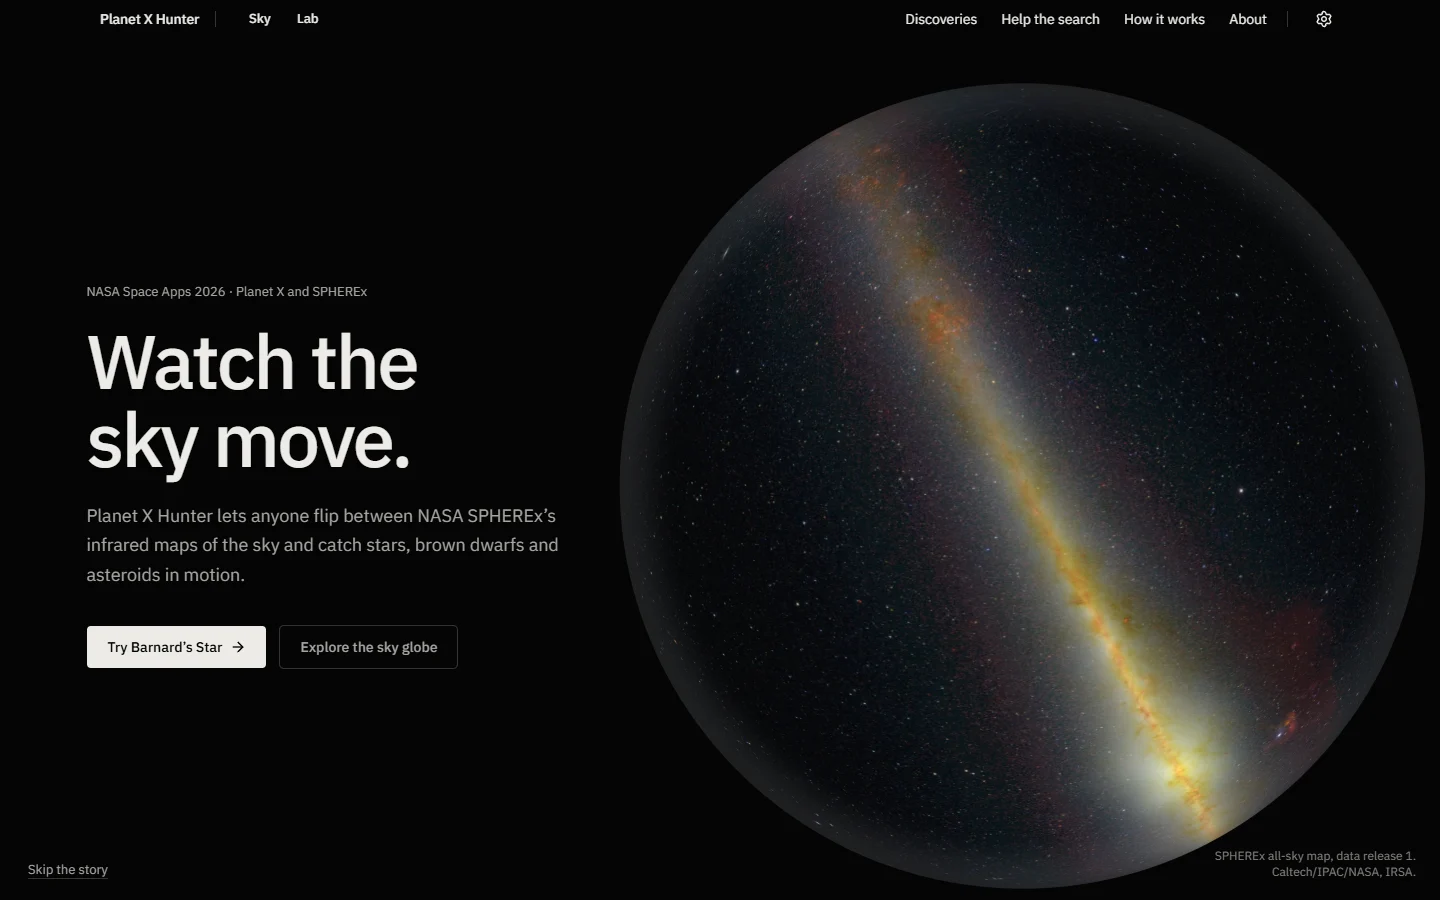 Planet X Hunter
Sky
Lab
Discoveries
Help the search
How it works
About
NASA Space Apps 2026 · Planet X and SPHEREx
Watch the
sky move.
Planet X Hunter lets anyone flip between NASA SPHEREx’s
infrared maps of the sky and catch stars, brown dwarfs and
asteroids in motion.
Try Barnard’s Star →
Explore the sky globe
Skip the story
SPHEREx all-sky map, data release 1.
Caltech/IPAC/NASA, IRSA.